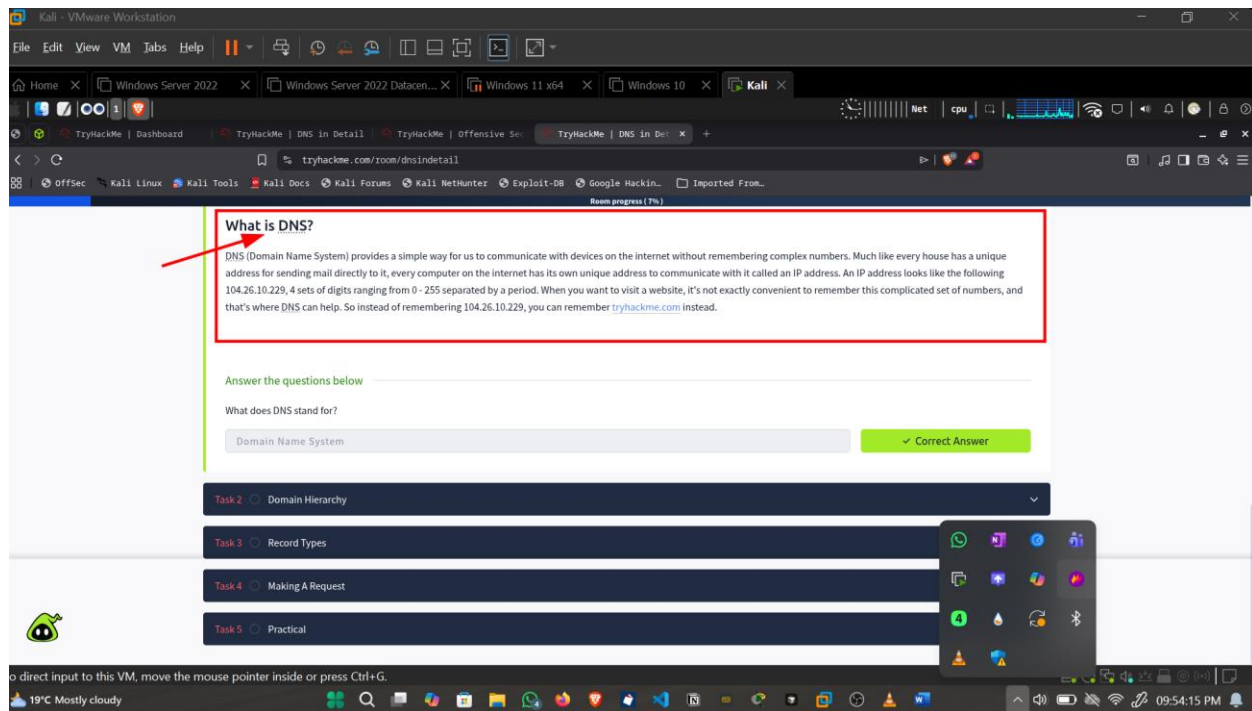 Kali - VMware Workstation
File Edit View VM Tabs Help
Home Windows Server 2022 Windows Server 2022 Datacen... Windows 11 x64 Windows 10 Kali
1 Net cpu
TryHackMe | Dashboard TryHackMe | DNS in Detail TryHackMe | Offensive Sec TryHackMe | DNS in Det
tryhackme.com/room/dnsindetail
OffSec Kali Linux Kali Tools Kali Docs Kali Forums Kali NetHunter Exploit-DB Google Hackin… Imported From…
Room progress ( 7% )
What is DNS?
DNS (Domain Name System) provides a simple way for us to communicate with devices on the internet without remembering complex numbers. Much like every house has a unique
address for sending mail directly to it, every computer on the internet has its own unique address to communicate with it called an IP address. An IP address looks like the following
104.26.10.229, 4 sets of digits ranging from 0 - 255 separated by a period. When you want to visit a website, it's not exactly convenient to remember this complicated set of numbers, and
that's where DNS can help. So instead of remembering 104.26.10.229, you can remember tryhackme.com instead.
Answer the questions below
What does DNS stand for?
Domain Name System
Correct Answer
Task 2 Domain Hierarchy
Task 3 Record Types
Task 4 Making A Request
Task 5 Practical
4
o direct input to this VM, move the mouse pointer inside or press Ctrl+G.
19°C Mostly cloudy
09:54:15 PM